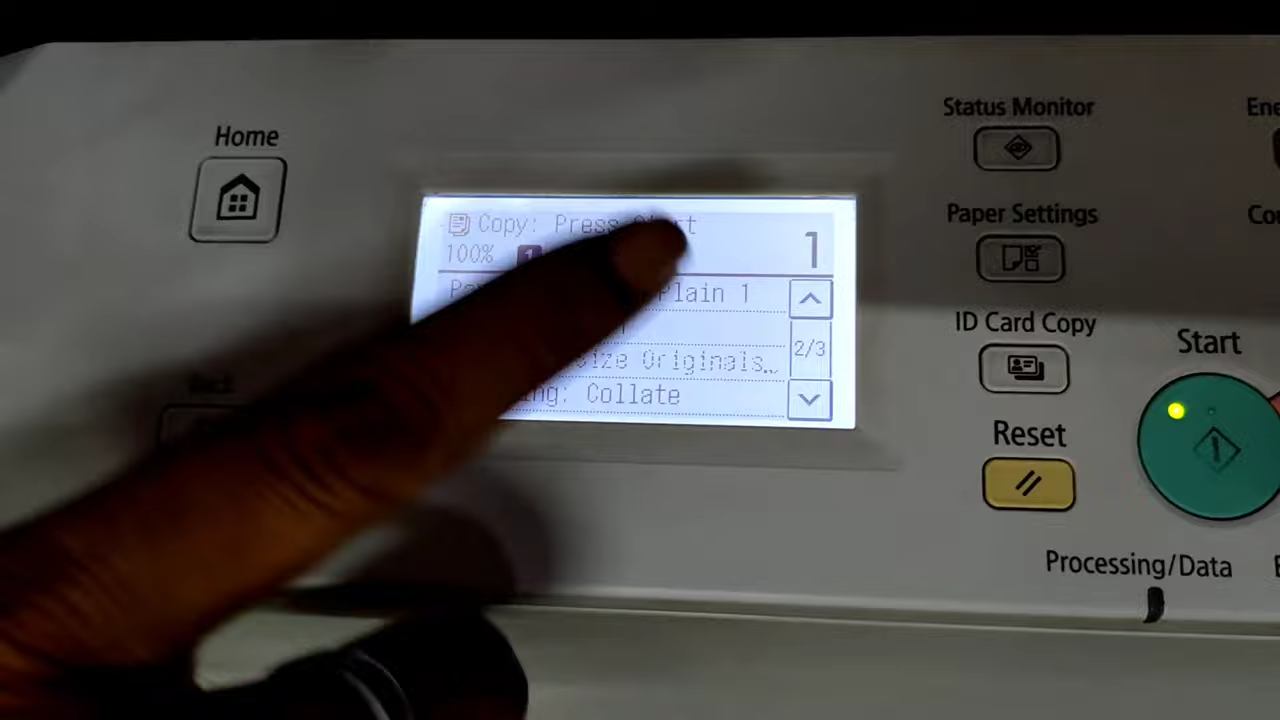 Home
Status Monitor
Paper Settings
ID Card Copy
Start
Reset
Processing/Data
Copy: Press Start
100% 1
1
Plain 1
Size Originals...
Collate
2/3